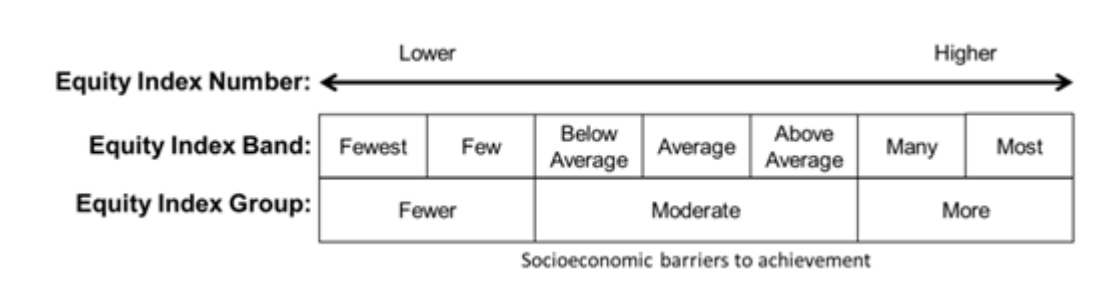 Lower Higher
Equity Index Number:
Equity Index Band: Fewest Few Below Average Average Above Average Many Most
Equity Index Group: Fewer Moderate More
Socioeconomic barriers to achievement